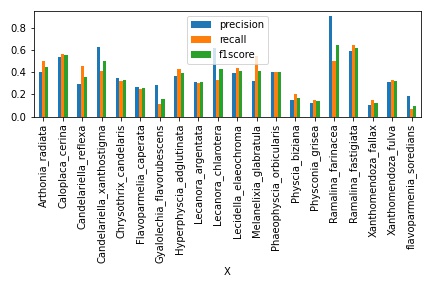 precision
recall
f1score
0.8
0.6
0.4
0.2
0.0
Arthonia_radiata
Caloplaca_cerina
Candelariella_reflexa
Candelariella_xanthostigma
Chrysothrix_candelaris
Flavoparmelia_caperata
Gyalolechia_flavorubescens
Hyperphyscia_adglutinata
Lecanora_argentata
Lecanora_chlarotera
Lecidella_elaeochroma
Melanelixia_glabratula
Phaeophyscia_orbicularis
Physcia_biziana
Physconia_grisea
Ramalina_farinacea
Ramalina_fastigiata
Xanthomendoza_fallax
Xanthomendoza_fulva
flavoparmenia_soredians
X